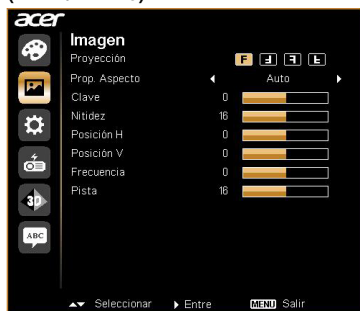 acer
Imagen
Proyección F F F F
Prop. Aspecto Auto
Clave 0
Nitidez 16
Posición H 0
Posición V 0
Frecuencia 0
Pista 16
3D
ABC
Seleccionar Entre MENU Salir